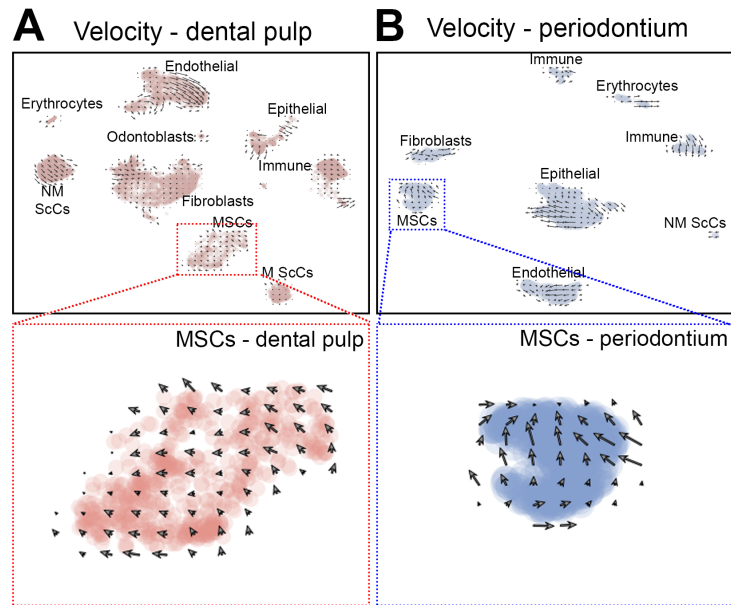 A Velocity - dental pulp
Endothelial
Erythrocytes
Epithelial
Odontoblasts
Immune
NM
ScCs
Fibroblasts
MSCs
M ScCs
MSCs - dental pulp
B Velocity - periodontium
Immune
Erythrocytes
Fibroblasts
Immune
Epithelial
MSCs
NM ScCs
Endothelial
MSCs - periodontium